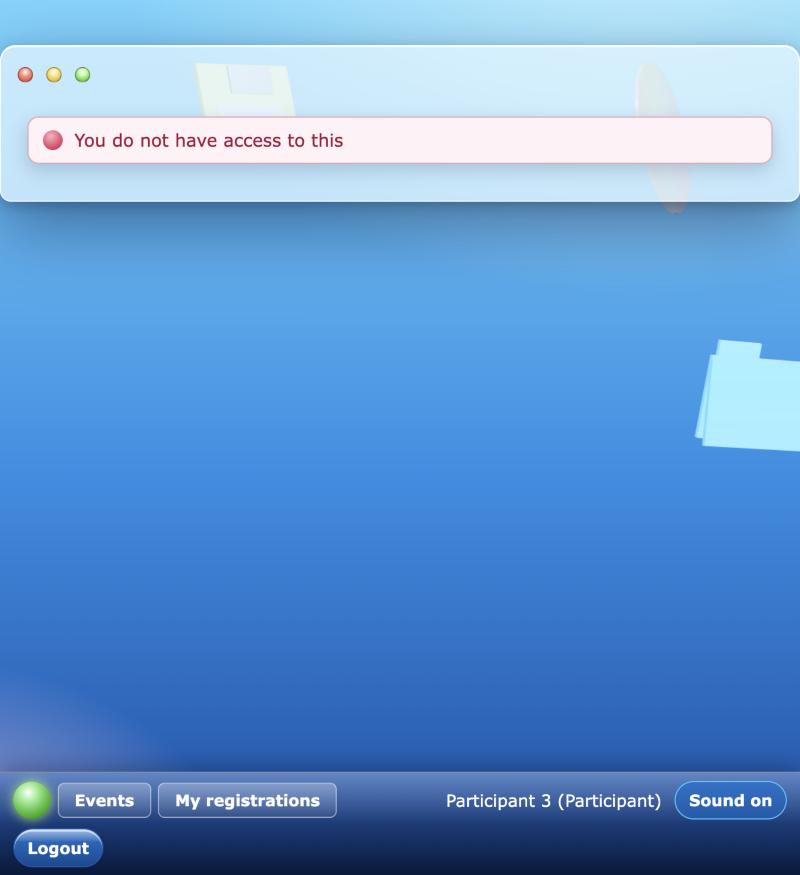 You do not have access to this
Events
My registrations
Participant 3 (Participant)
Sound on
Logout